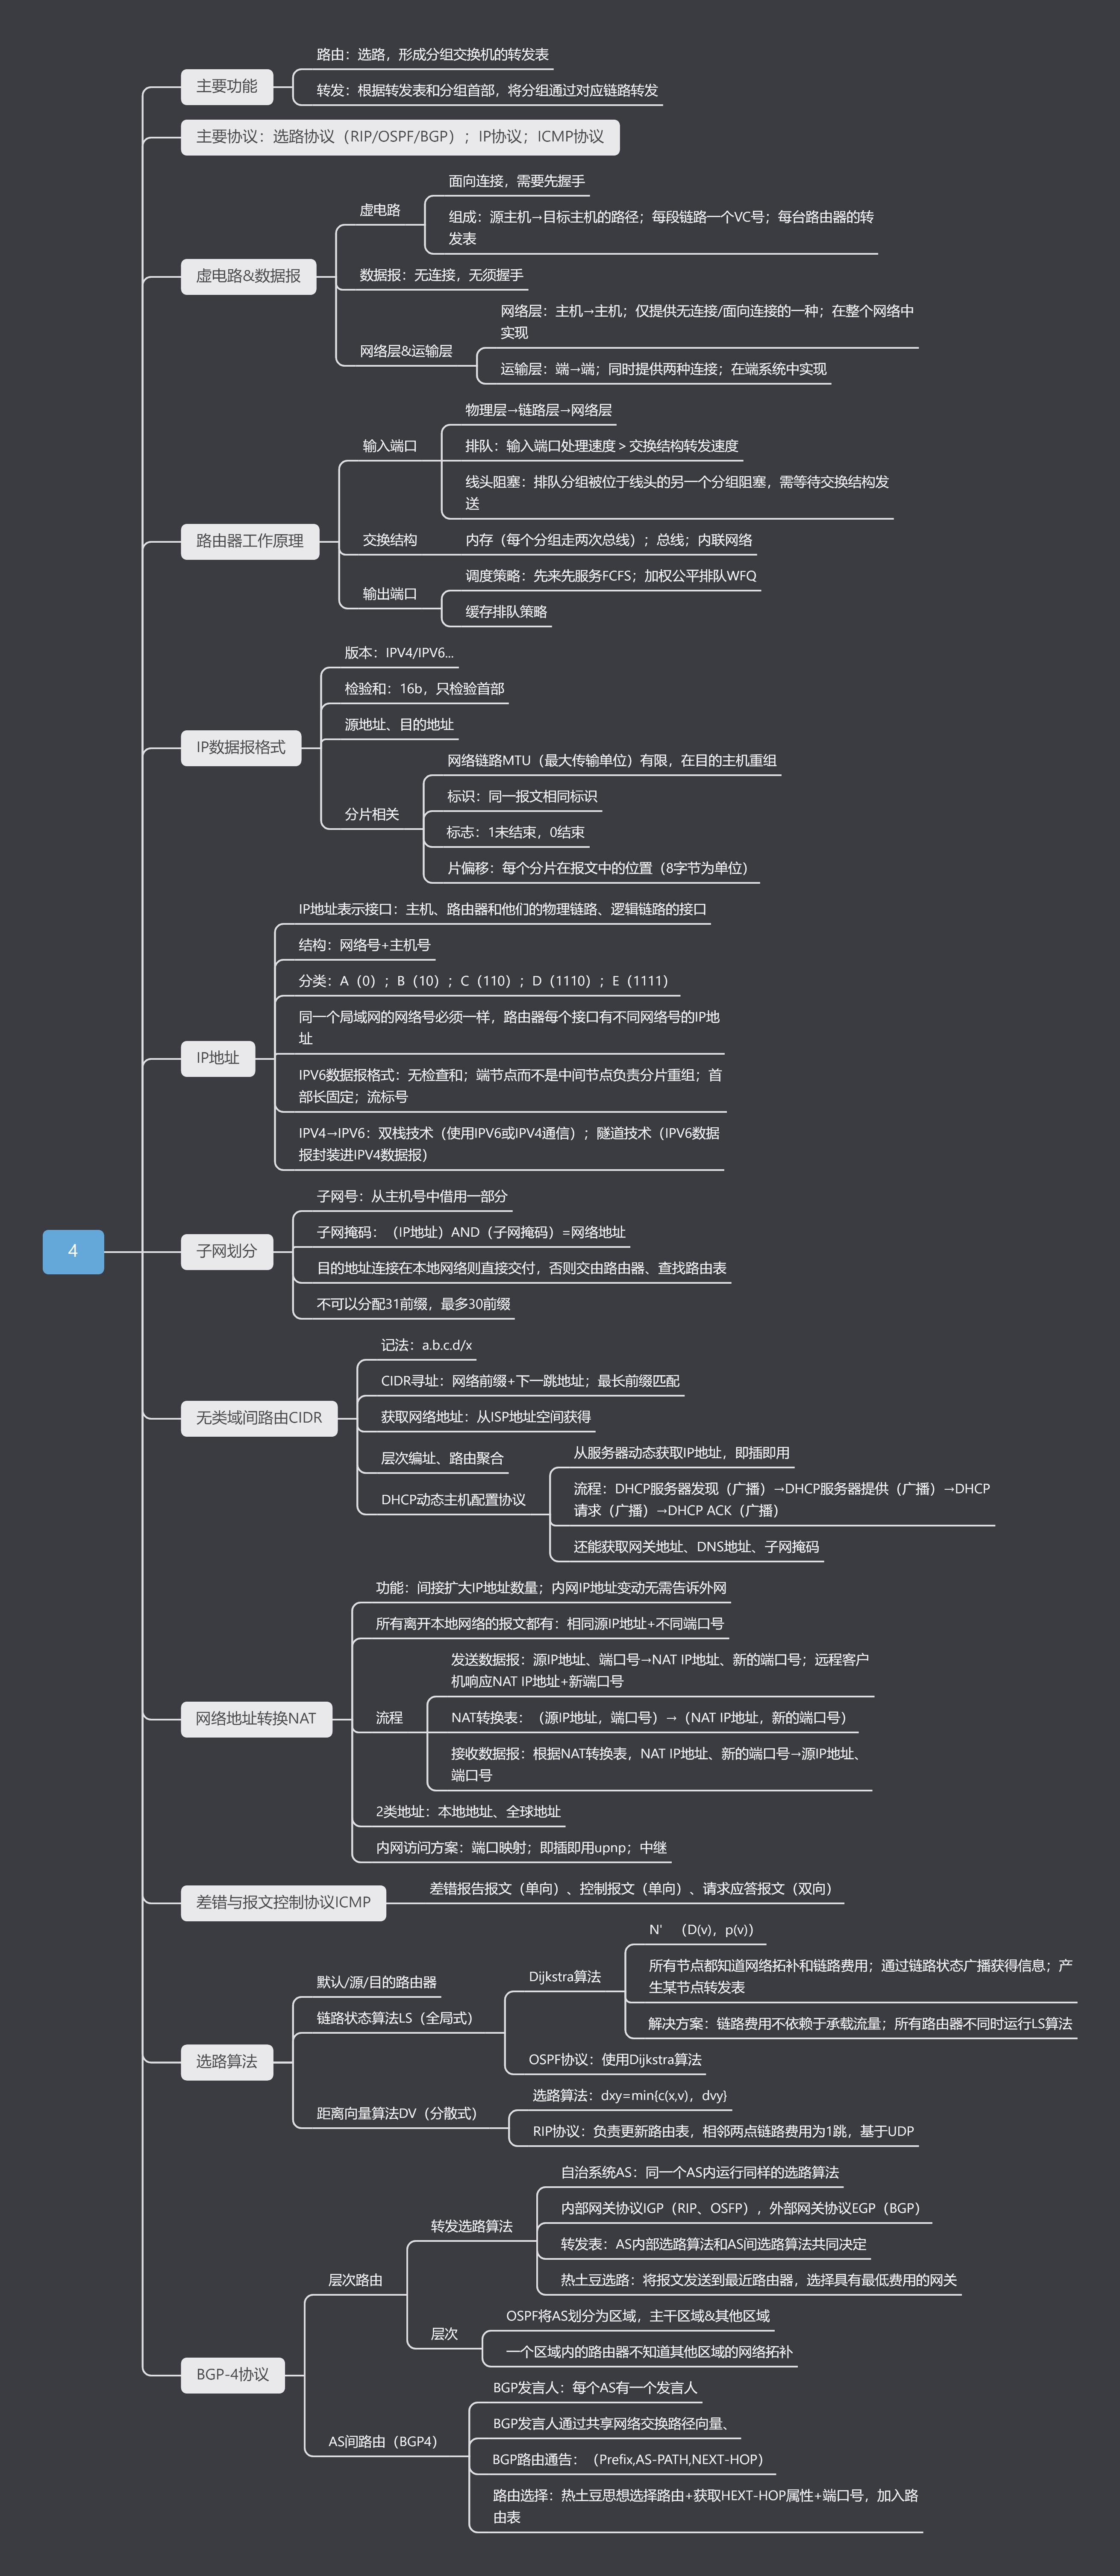 路由：选路，形成分组交换机的转发表
主要功能
转发：根据转发表和分组首部，将分组通过对应链路转发
主要协议：选路协议（RIP/OSPF/BGP）；IP协议；ICMP协议
面向连接，需要先握手
虚电路
组成：源主机→目标主机的路径；每段链路一个VC号；每台路由器的转
发表
虚电路&数据报
数据报：无连接，无须握手
网络层：主机→主机；仅提供无连接/面向连接的一种；在整个网络中
实现
网络层&运输层
运输层：端→端；同时提供两种连接；在端系统中实现
物理层→链路层→网络层
输入端口
排队：输入端口处理速度＞交换结构转发速度
线头阻塞：排队分组被位于线头的另一个分组阻塞，需等待交换结构发
送
路由器工作原理
交换结构
内存（每个分组走两次总线）；总线；内联网络
调度策略：先来先服务FCFS；加权公平排队WFQ
输出端口
缓存排队策略
版本：IPV4/IPV6...
检验和：16b，只检验首部
源地址、目的地址
IP数据报格式
网络链路MTU（最大传输单位）有限，在目的主机重组
标识：同一报文相同标识
分片相关
标志：1未结束，0结束
片偏移：每个分片在报文中的位置（8字节为单位）
IP地址表示接口：主机、路由器和他们的物理链路、逻辑链路的接口
结构：网络号+主机号
分类：A（0）；B（10）；C（110）；D（1110）；E（1111）
同一个局域网的网络号必须一样，路由器每个接口有不同网络号的IP地
址
IP地址
IPV6数据报格式：无检查和；端节点而不是中间节点负责分片重组；首
部长固定；流标号
IPV4→IPV6：双栈技术（使用IPV6或IPV4通信）；隧道技术（IPV6数据
报封装进IPV4数据报）
4
子网号：从主机号中借用一部分
子网掩码：（IP地址）AND（子网掩码）=网络地址
子网划分
目的地址连接在本地网络则直接交付，否则交由路由器、查找路由表
不可以分配31前缀，最多30前缀
记法：a.b.c.d/x
CIDR寻址：网络前缀+下一跳地址；最长前缀匹配
无类域间路由CIDR
获取网络地址：从ISP地址空间获得
层次编址、路由聚合
从服务器动态获取IP地址，即插即用
DHCP动态主机配置协议
流程：DHCP服务器发现（广播）→DHCP服务器提供（广播）→DHCP
请求（广播）→DHCP ACK（广播）
还能获取网关地址、DNS地址、子网掩码
功能：间接扩大IP地址数量；内网IP地址变动无需告诉外网
所有离开本地网络的报文都有：相同源IP地址+不同端口号
发送数据报：源IP地址、端口号→NAT IP地址、新的端口号；远程客户
机响应NAT IP地址+新端口号
网络地址转换NAT
流程
NAT转换表：（源IP地址，端口号）→（NAT IP地址，新的端口号）
接收数据报：根据NAT转换表，NAT IP地址、新的端口号→源IP地址、
端口号
2类地址：本地地址、全球地址
内网访问方案：端口映射；即插即用upnp；中继
差错与报文控制协议ICMP
差错报告报文（单向）、控制报文（单向）、请求应答报文（双向）
N' （D(v)，p(v)）
Dijkstra算法
所有节点都知道网络拓补和链路费用；通过链路状态广播获得信息；产
生某节点转发表
默认/源/目的路由器
链路状态算法LS（全局式）
解决方案：链路费用不依赖于承载流量；所有路由器不同时运行LS算法
选路算法
OSPF协议：使用Dijkstra算法
选路算法：dxy=min{c(x,v)，dvy}
距离向量算法DV（分散式）
RIP协议：负责更新路由表，相邻两点链路费用为1跳，基于UDP
自治系统AS：同一个AS内运行同样的选路算法
内部网关协议IGP（RIP、OSFP），外部网关协议EGP（BGP）
转发选路算法
转发表：AS内部选路算法和AS间选路算法共同决定
热土豆选路：将报文发送到最近路由器，选择具有最低费用的网关
层次路由
OSPF将AS划分为区域，主干区域&其他区域
层次
一个区域内的路由器不知道其他区域的网络拓补
BGP-4协议
BGP发言人：每个AS有一个发言人
BGP发言人通过共享网络交换路径向量、
AS间路由（BGP4）
BGP路由通告：（Prefix,AS-PATH,NEXT-HOP）
路由选择：热土豆思想选择路由+获取HEXT-HOP属性+端口号，加入路
由表